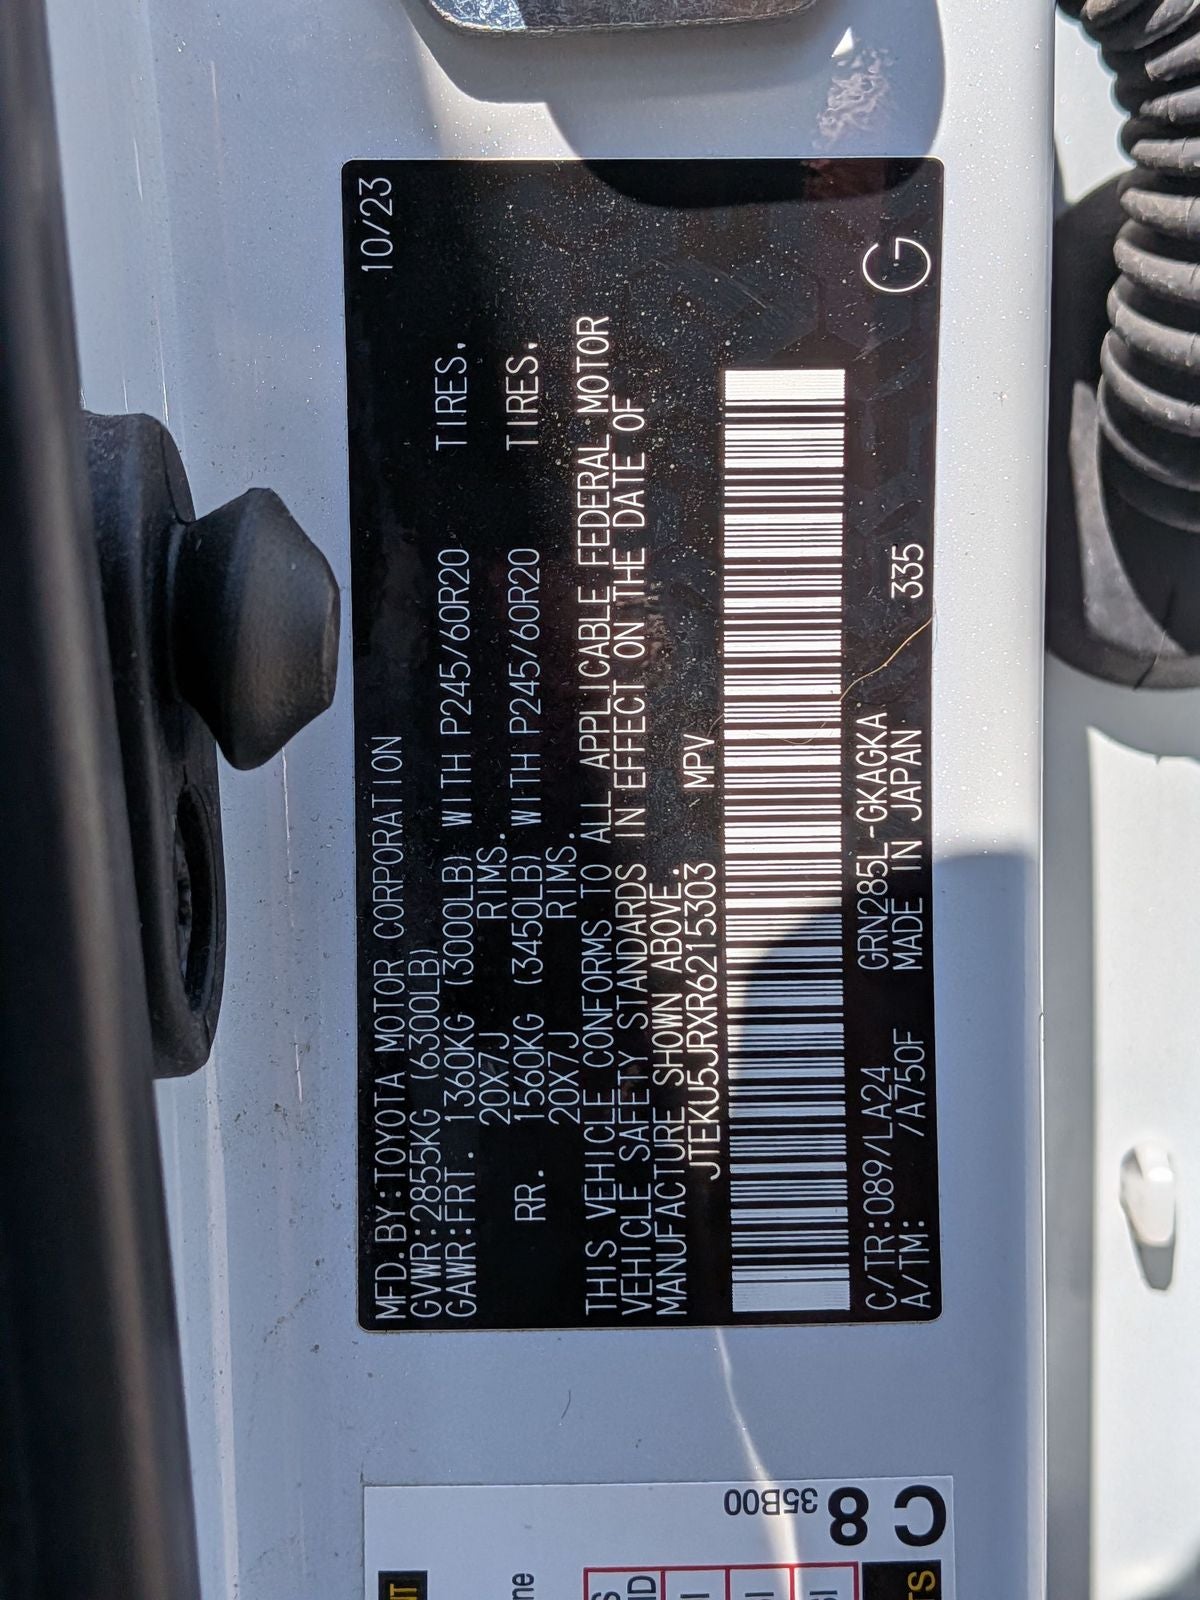 MFD.BY:TOYOTA MOTOR CORPORATION 10/23
GVWR:2855KG (6300LB)
GAWR:FRT. 1360KG (3000LB) WITH P245/60R20 TIRES,
20X7J RIMS.
RR. 1560KG (3450LB) WITH P245/60R20 TIRES,
20X7J RIMS.
THIS VEHICLE CONFORMS TO ALL APPLICABLE FEDERAL MOTOR
VEHICLE SAFETY STANDARDS IN EFFECT ON THE DATE OF
MANUFACTURE SHOWN ABOVE.
JTEKU5JRXR6215303 MPV
C/TR:089/LA24 GRN285L-GKAGKA
A/TM: /A750F MADE IN JAPAN 335 G
35B00
C8